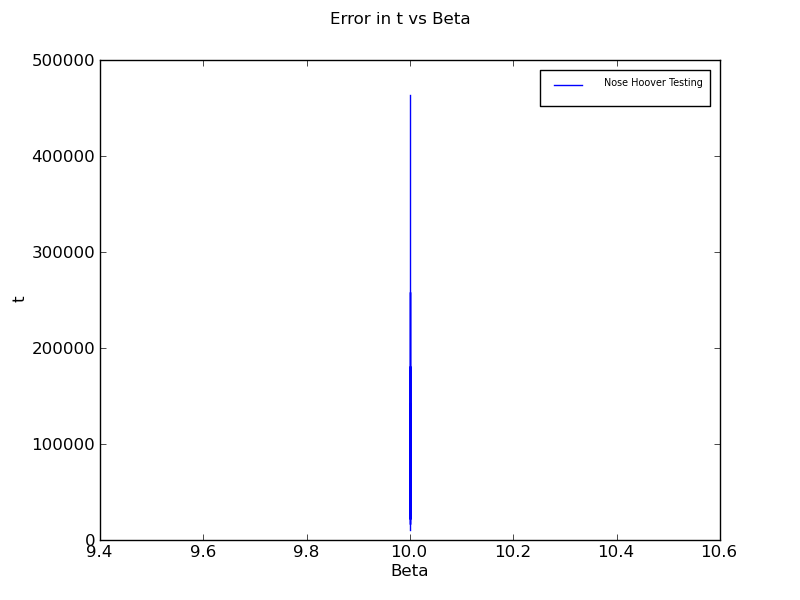 Error in t vs Beta
500000
Nose Hoover Testing
400000
300000
t
200000
100000
0
9.4 9.6 9.8 10.0 10.2 10.4 10.6
Beta